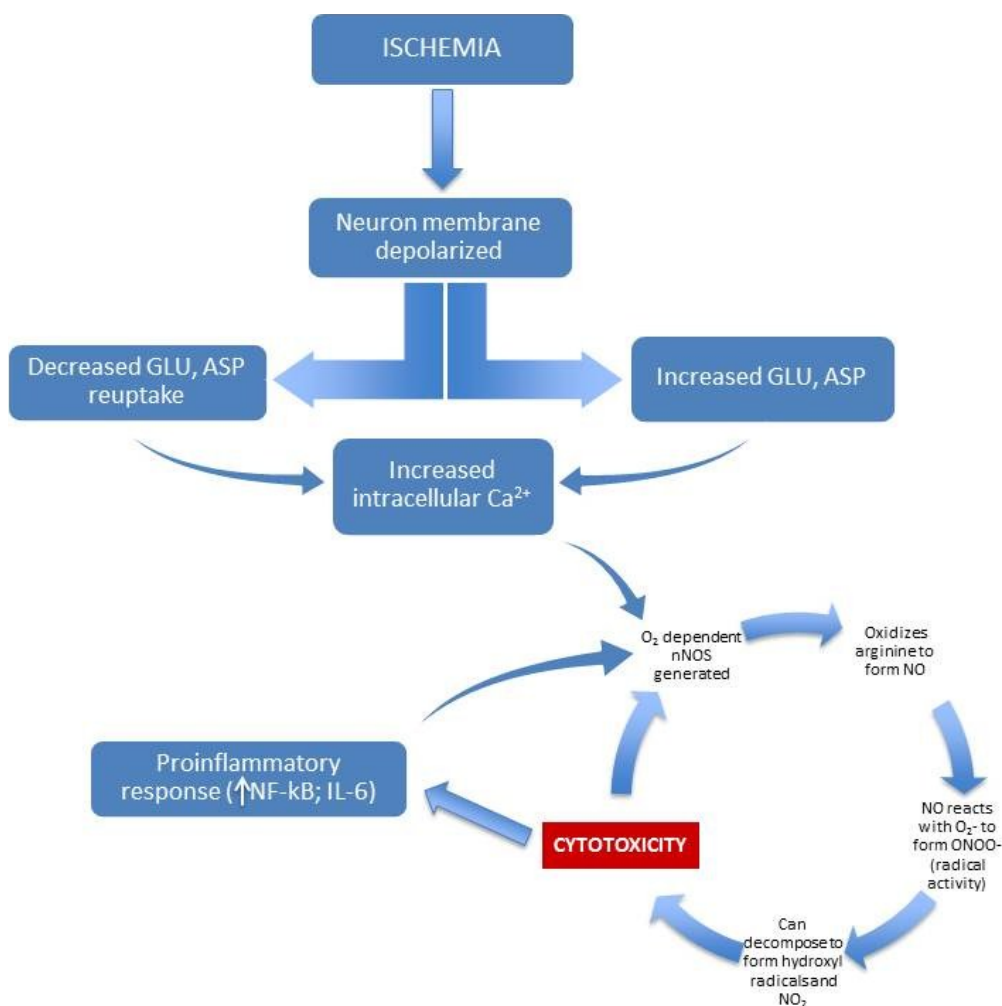 ISCHEMIA
Neuron membrane
depolarized
Decreased GLU, ASP
reuptake
Increased GLU, ASP
Increased
intracellular Ca²⁺
O₂ dependent
nNOS
generated
Oxidizes
arginine to
form NO
NO reacts
with O₂- to
form ONOO-
(radical
activity)
Can
decompose to
form hydroxyl
radicals and
NO₂
CYTOTOXICITY
Proinflammatory
response (↑NF-kB; IL-6)